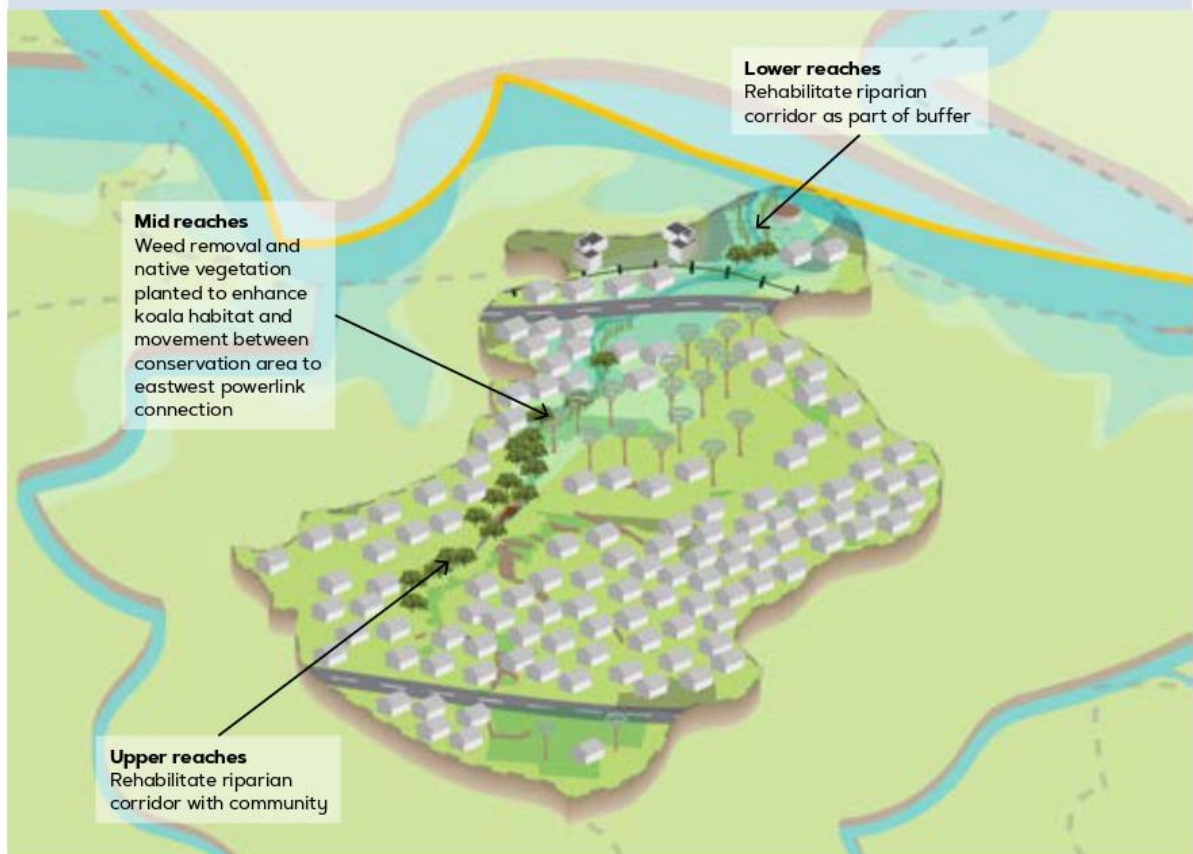 Lower reaches
Rehabilitate riparian
corridor as part of buffer
Mid reaches
Weed removal and
native vegetation
planted to enhance
koala habitat and
movement between
conservation area to
eastwest powerlink
connection
Upper reaches
Rehabilitate riparian
corridor with community